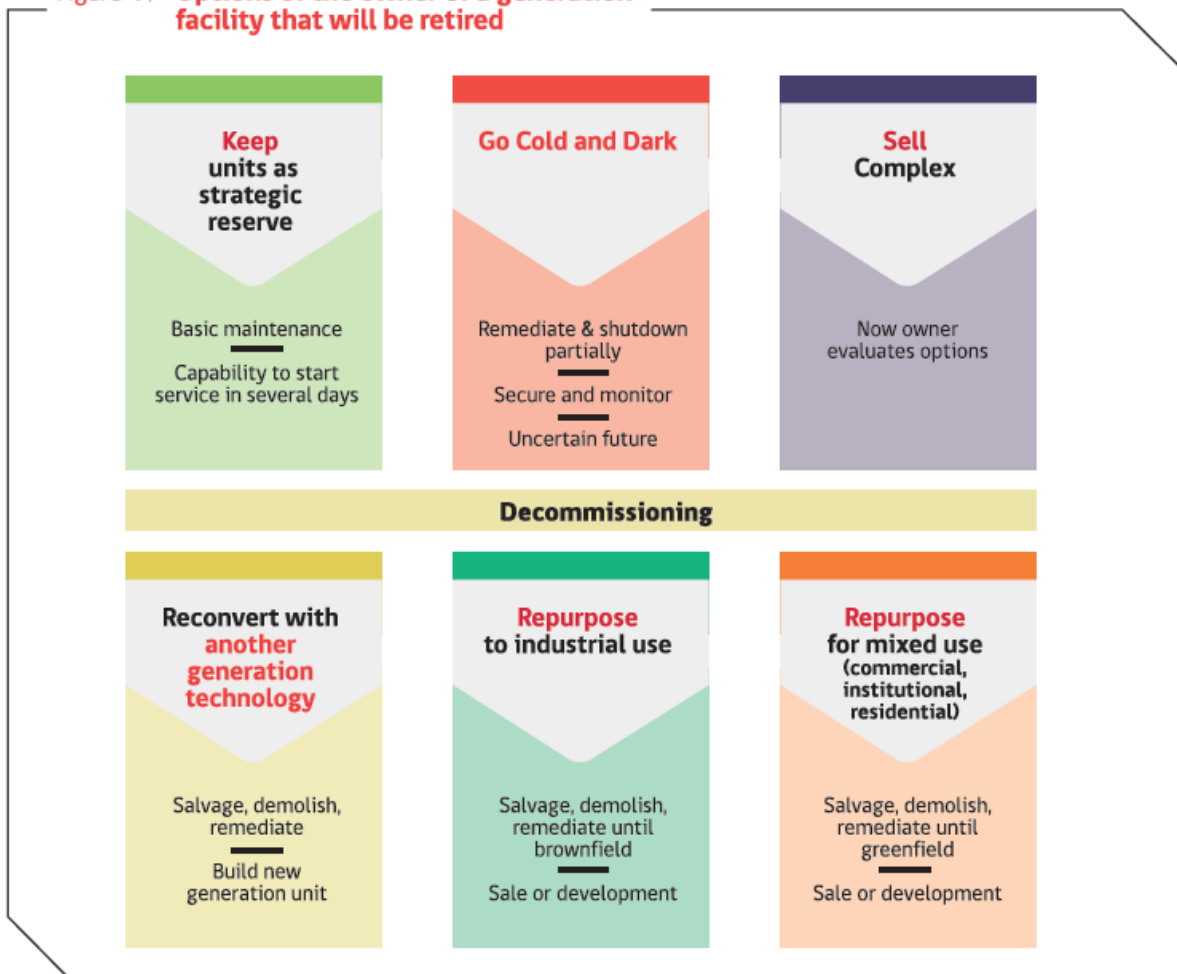 facility that will be retired
Keep
units as
strategic
reserve
Basic maintenance
Capability to start
service in several days
Go Cold and Dark
Remediate & shutdown
partially
Secure and monitor
Uncertain future
Sell
Complex
Now owner
evaluates options
Decommissioning
Reconvert with
another
generation
technology
Salvage, demolish,
remediate
Build new
generation unit
Repurpose
to industrial use
Salvage, demolish,
remediate until
brownfield
Sale or development
Repurpose
for mixed use
(commercial,
institutional,
residential)
Salvage, demolish,
remediate until
greenfield
Sale or development